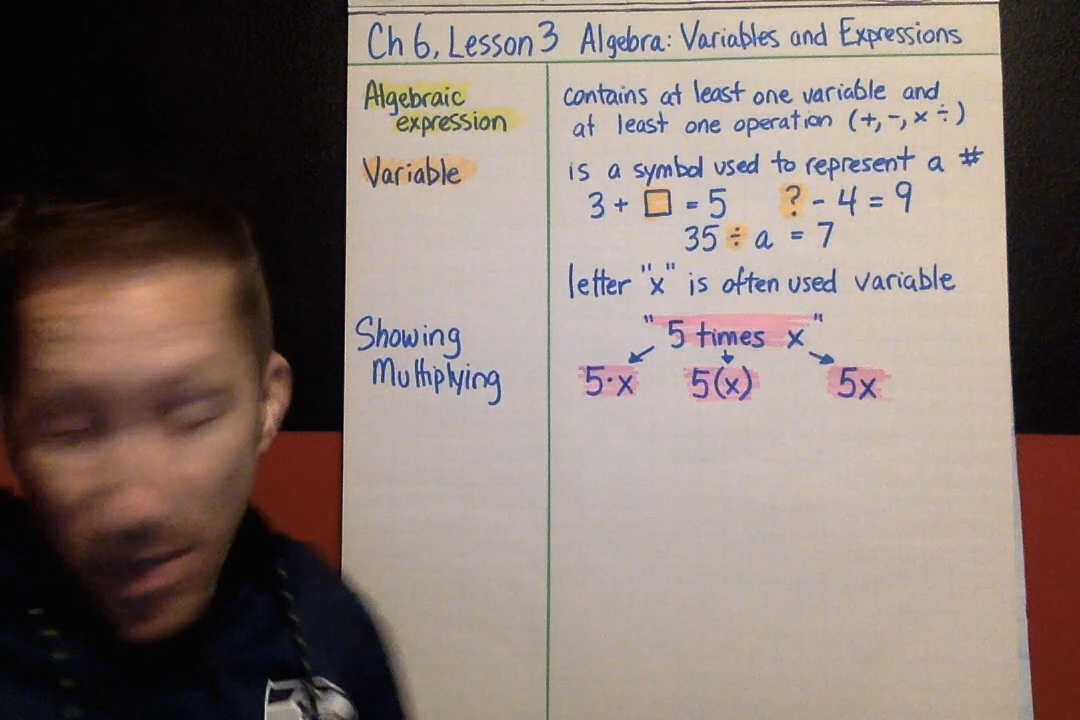 Ch 6, Lesson 3 Algebra: Variables and Expressions
Algebraic
expression
contains at least one variable and
at least one operation (+, -, × ÷)
Variable
is a symbol used to represent a #
3 + □ = 5 ? - 4 = 9
35 ÷ a = 7
letter "x" is often used variable
Showing
Multiplying
"5 times x"
5·x 5(x) 5x